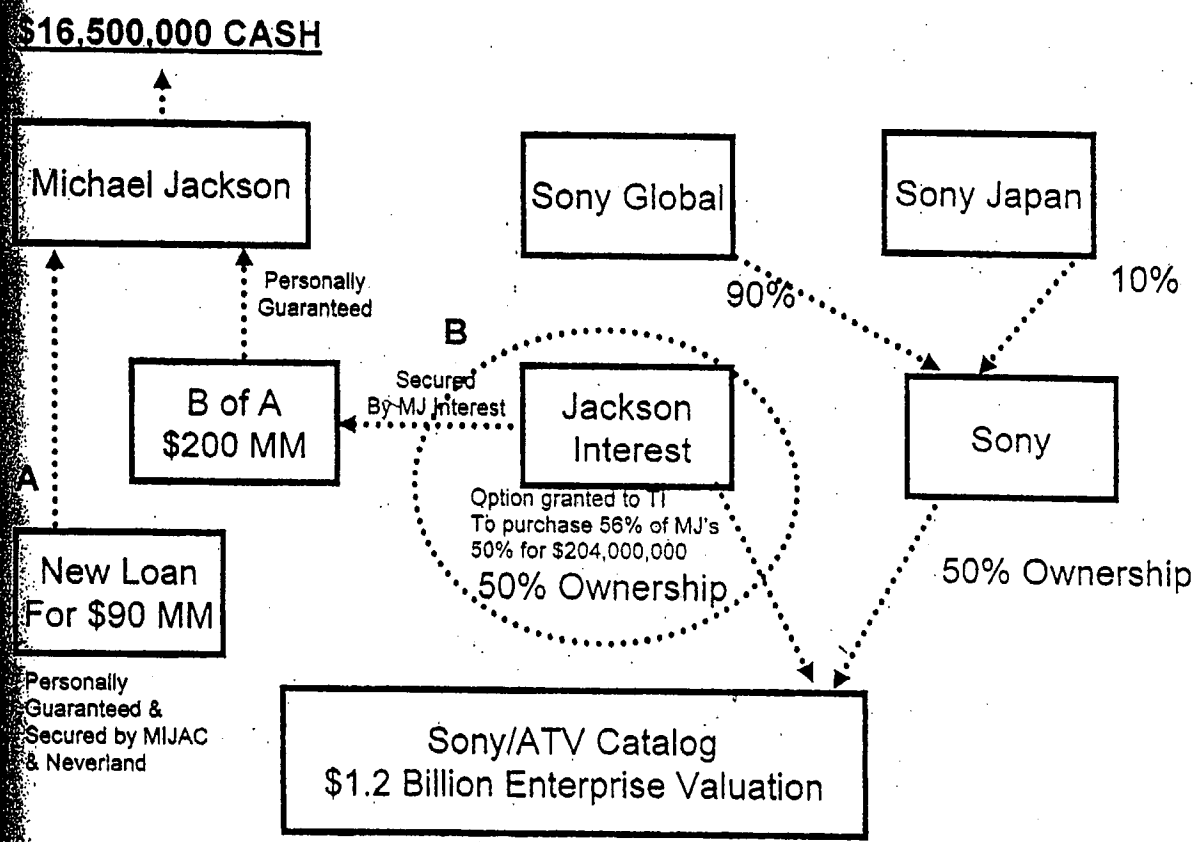 $16,500,000 CASH
Michael Jackson
Sony Global
Sony Japan
Personally
Guaranteed
90%
10%
B
B of A
$200 MM
Secured
By MJ Interest
Jackson
Interest
Sony
A
Option granted to TI
To purchase 56% of MJ's
50% for $204,000,000
50% Ownership
50% Ownership
New Loan
For $90 MM
Personally
Guaranteed &
Secured by MIJAC
& Neverland
Sony/ATV Catalog
$1.2 Billion Enterprise Valuation